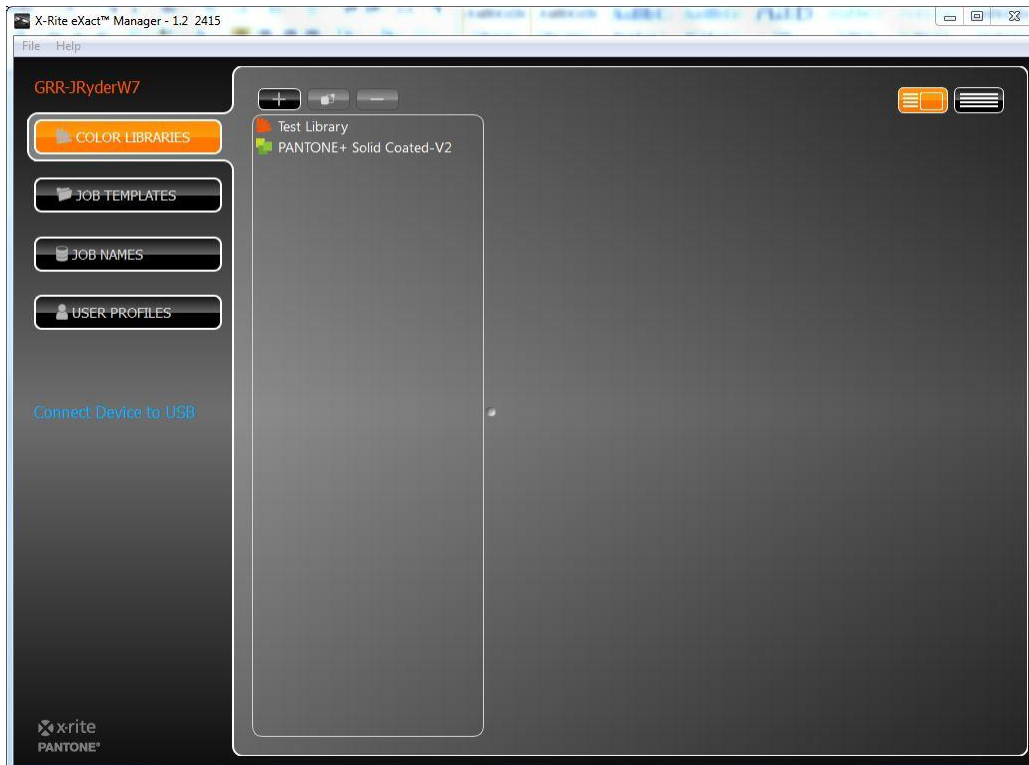 X-Rite eXact™ Manager - 1.2 2415
File Help
GRR-JRyderW7
COLOR LIBRARIES
JOB TEMPLATES
JOB NAMES
USER PROFILES
Connect Device to USB
x·rite
PANTONE®
Test Library
PANTONE+ Solid Coated-V2